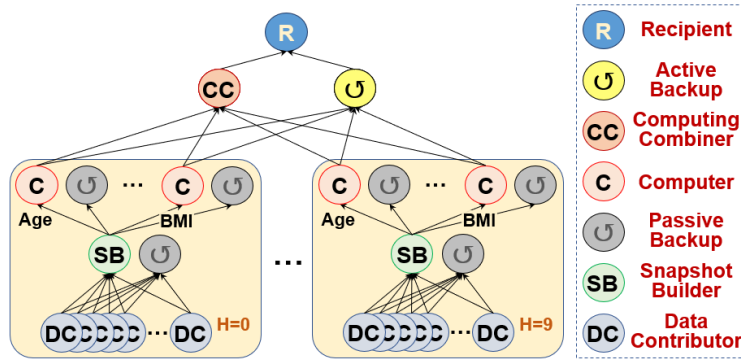 R
CC
C
...
C
C
...
C
Age
BMI
Age
BMI
SB
...
SB
DC C C C C ... DC
H=0
DC C C C C ... DC
H=9
R
Recipient
Active
Backup
CC
Computing
Combiner
C
Computer
Passive
Backup
SB
Snapshot
Builder
DC
Data
Contributor